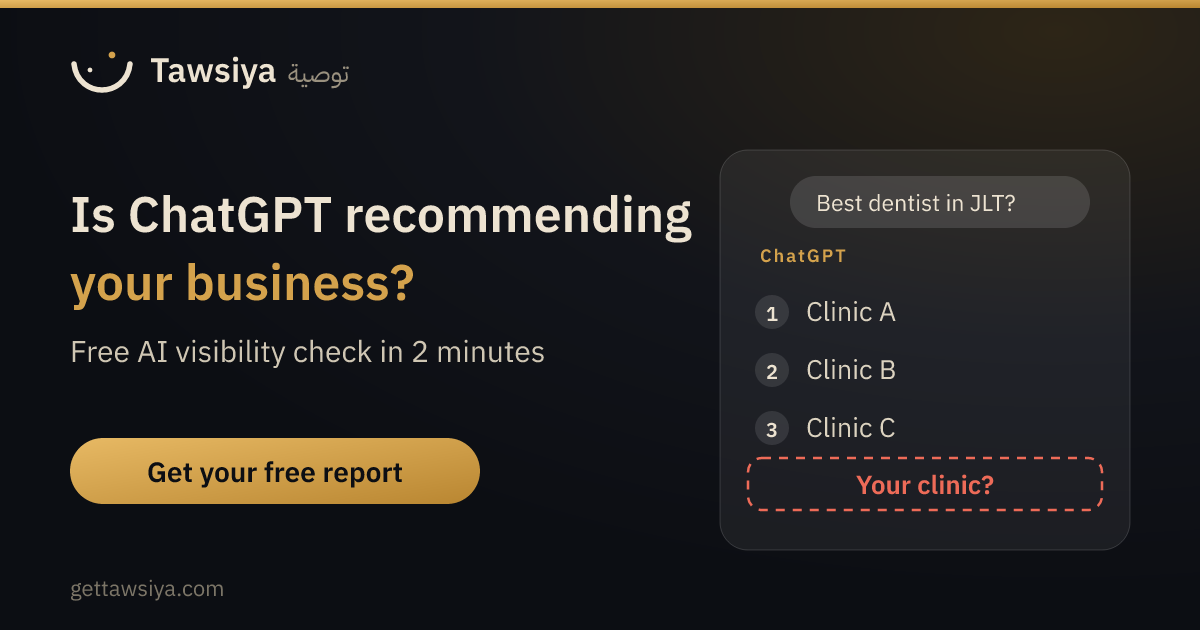 Tawsiya توصية
Is ChatGPT recommending
your business?
Free AI visibility check in 2 minutes
Get your free report
gettawsiya.com
Best dentist in JLT?
ChatGPT
1 Clinic A
2 Clinic B
3 Clinic C
Your clinic?